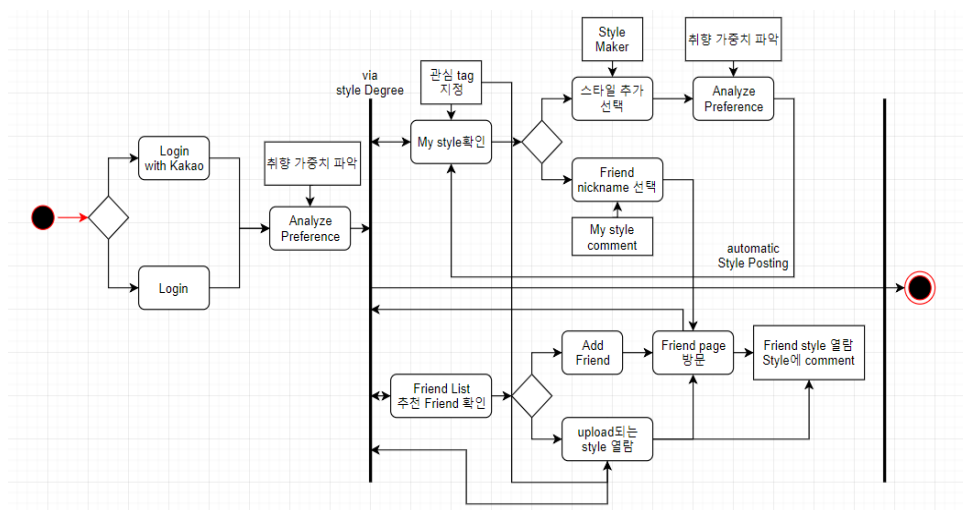 Style
Maker
취향 가중치 파악
via
style Degree
관심 tag
지정
스타일 추가
선택
Analyze
Preference
Login
with Kakao
취향 가중치 파악
My style확인
Friend
nickname 선택
Analyze
Preference
My style
comment
automatic
Style Posting
Login
Add
Friend
Friend page
방문
Friend style 열람
Style에 comment
Friend List
추천 Friend 확인
upload되는
style 열람